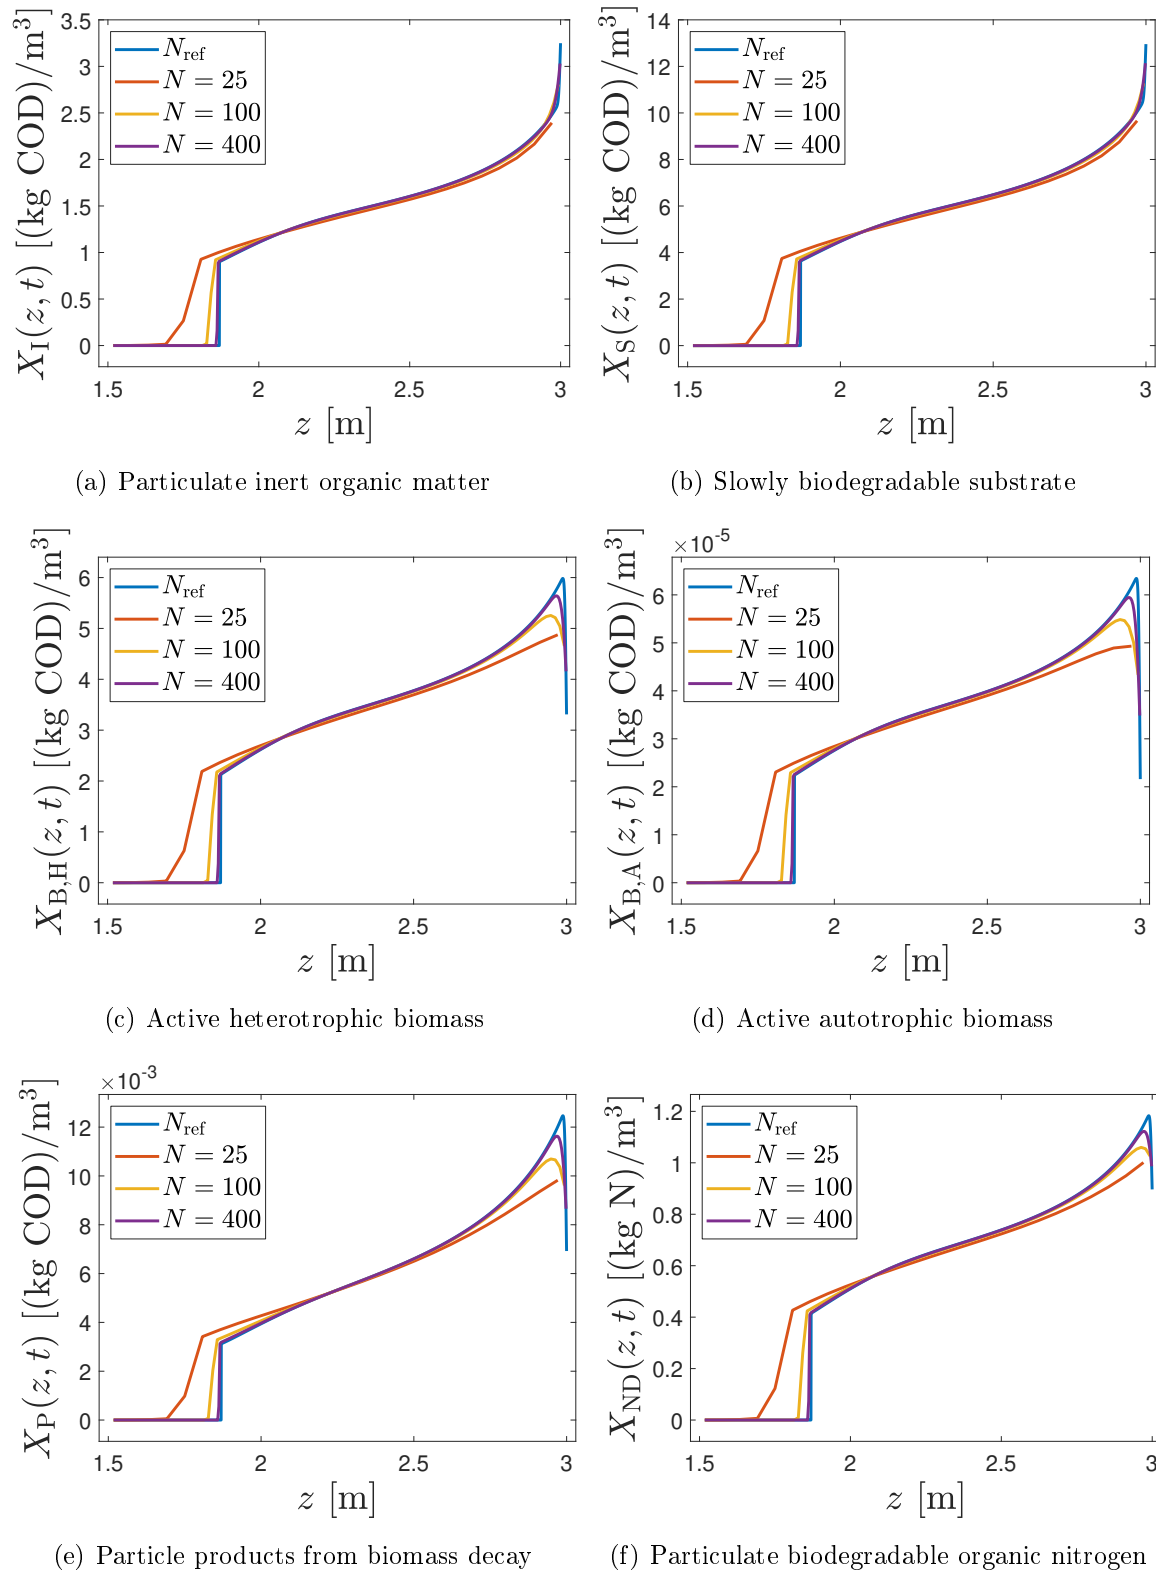 X_I(z, t) [(kg COD)/m³]
3.5
3
2.5
2
1.5
1
0.5
0
N_ref
N = 25
N = 100
N = 400
1.5 2 2.5 3
z [m]
(a) Particulate inert organic matter
X_S(z, t) [(kg COD)/m³]
14
12
10
8
6
4
2
0
N_ref
N = 25
N = 100
N = 400
1.5 2 2.5 3
z [m]
(b) Slowly biodegradable substrate
X_B,H(z, t) [(kg COD)/m³]
6
5
4
3
2
1
0
N_ref
N = 25
N = 100
N = 400
1.5 2 2.5 3
z [m]
(c) Active heterotrophic biomass
X_B,A(z, t) [(kg COD)/m³]
×10⁻⁵
6
5
4
3
2
1
0
N_ref
N = 25
N = 100
N = 400
1.5 2 2.5 3
z [m]
(d) Active autotrophic biomass
X_P(z, t) [(kg COD)/m³]
×10⁻³
12
10
8
6
4
2
0
N_ref
N = 25
N = 100
N = 400
1.5 2 2.5 3
z [m]
(e) Particle products from biomass decay
X_ND(z, t) [(kg N)/m³]
1.2
1
0.8
0.6
0.4
0.2
0
N_ref
N = 25
N = 100
N = 400
1.5 2 2.5 3
z [m]
(f) Particulate biodegradable organic nitrogen